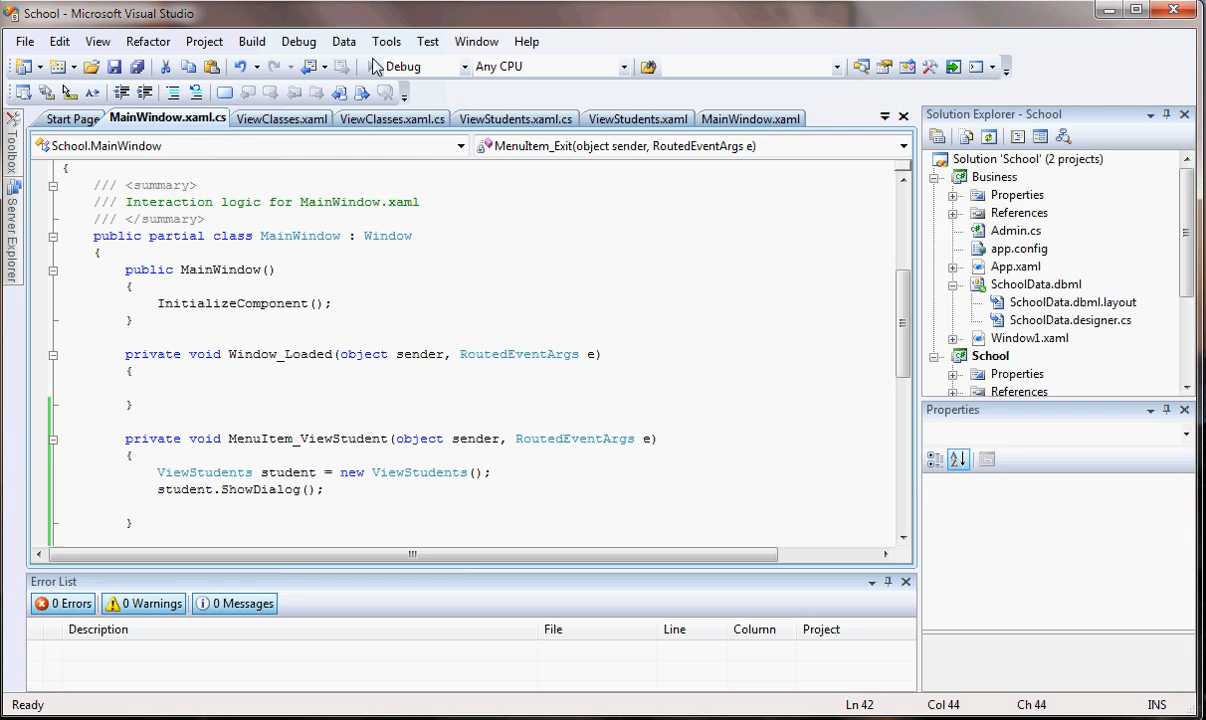 School - Microsoft Visual Studio
File Edit View Refactor Project Build Debug Data Tools Test Window Help
Debug Any CPU
Start Page MainWindow.xaml.cs ViewClasses.xaml ViewClasses.xaml.cs ViewStudents.xaml.cs ViewStudents.xaml MainWindow.xaml
School.MainWindow MenuItem_Exit(object sender, RoutedEventArgs e)
Toolbox
Server Explorer
{
/// <summary>
/// Interaction logic for MainWindow.xaml
/// </summary>
public partial class MainWindow : Window
{
public MainWindow()
{
InitializeComponent();
}
private void Window_Loaded(object sender, RoutedEventArgs e)
{
}
private void MenuItem_ViewStudent(object sender, RoutedEventArgs e)
{
ViewStudents student = new ViewStudents();
student.ShowDialog();
}
Solution Explorer - School
Solution 'School' (2 projects)
Business
Properties
References
Admin.cs
app.config
App.xaml
SchoolData.dbml
SchoolData.dbml.layout
SchoolData.designer.cs
Window1.xaml
School
Properties
References
Properties
Error List
0 Errors 0 Warnings 0 Messages
Description File Line Column Project
Ready Ln 42 Col 44 Ch 44 INS